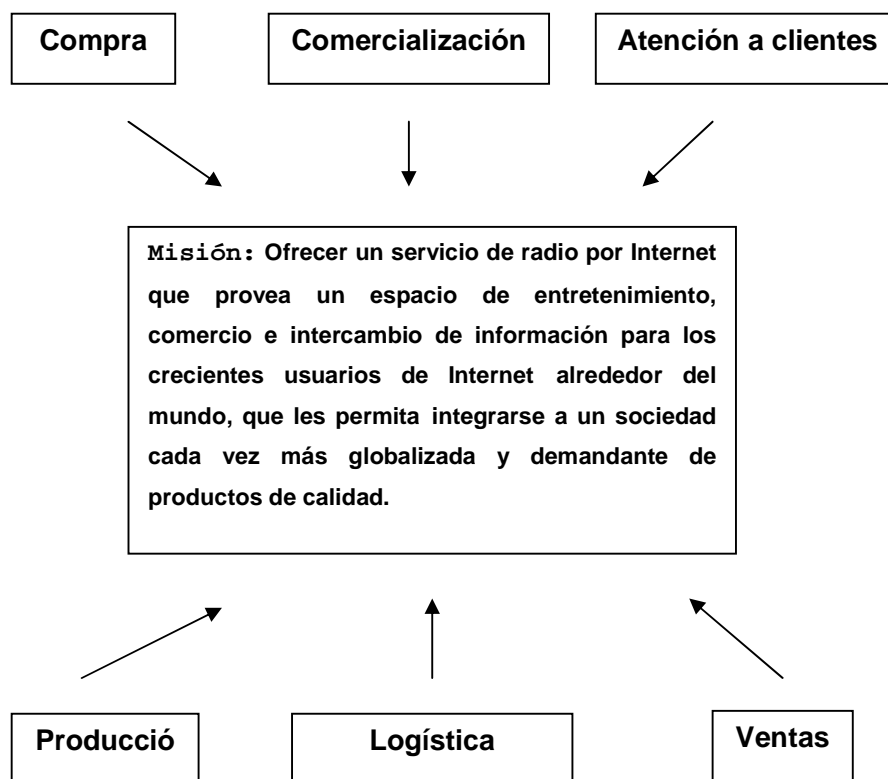 Compra
Comercialización
Atención a clientes
Misión: Ofrecer un servicio de radio por Internet
que provea un espacio de entretenimiento,
comercio e intercambio de información para los
crecientes usuarios de Internet alrededor del
mundo, que les permita integrarse a un sociedad
cada vez más globalizada y demandante de
productos de calidad.
Producció
Logística
Ventas